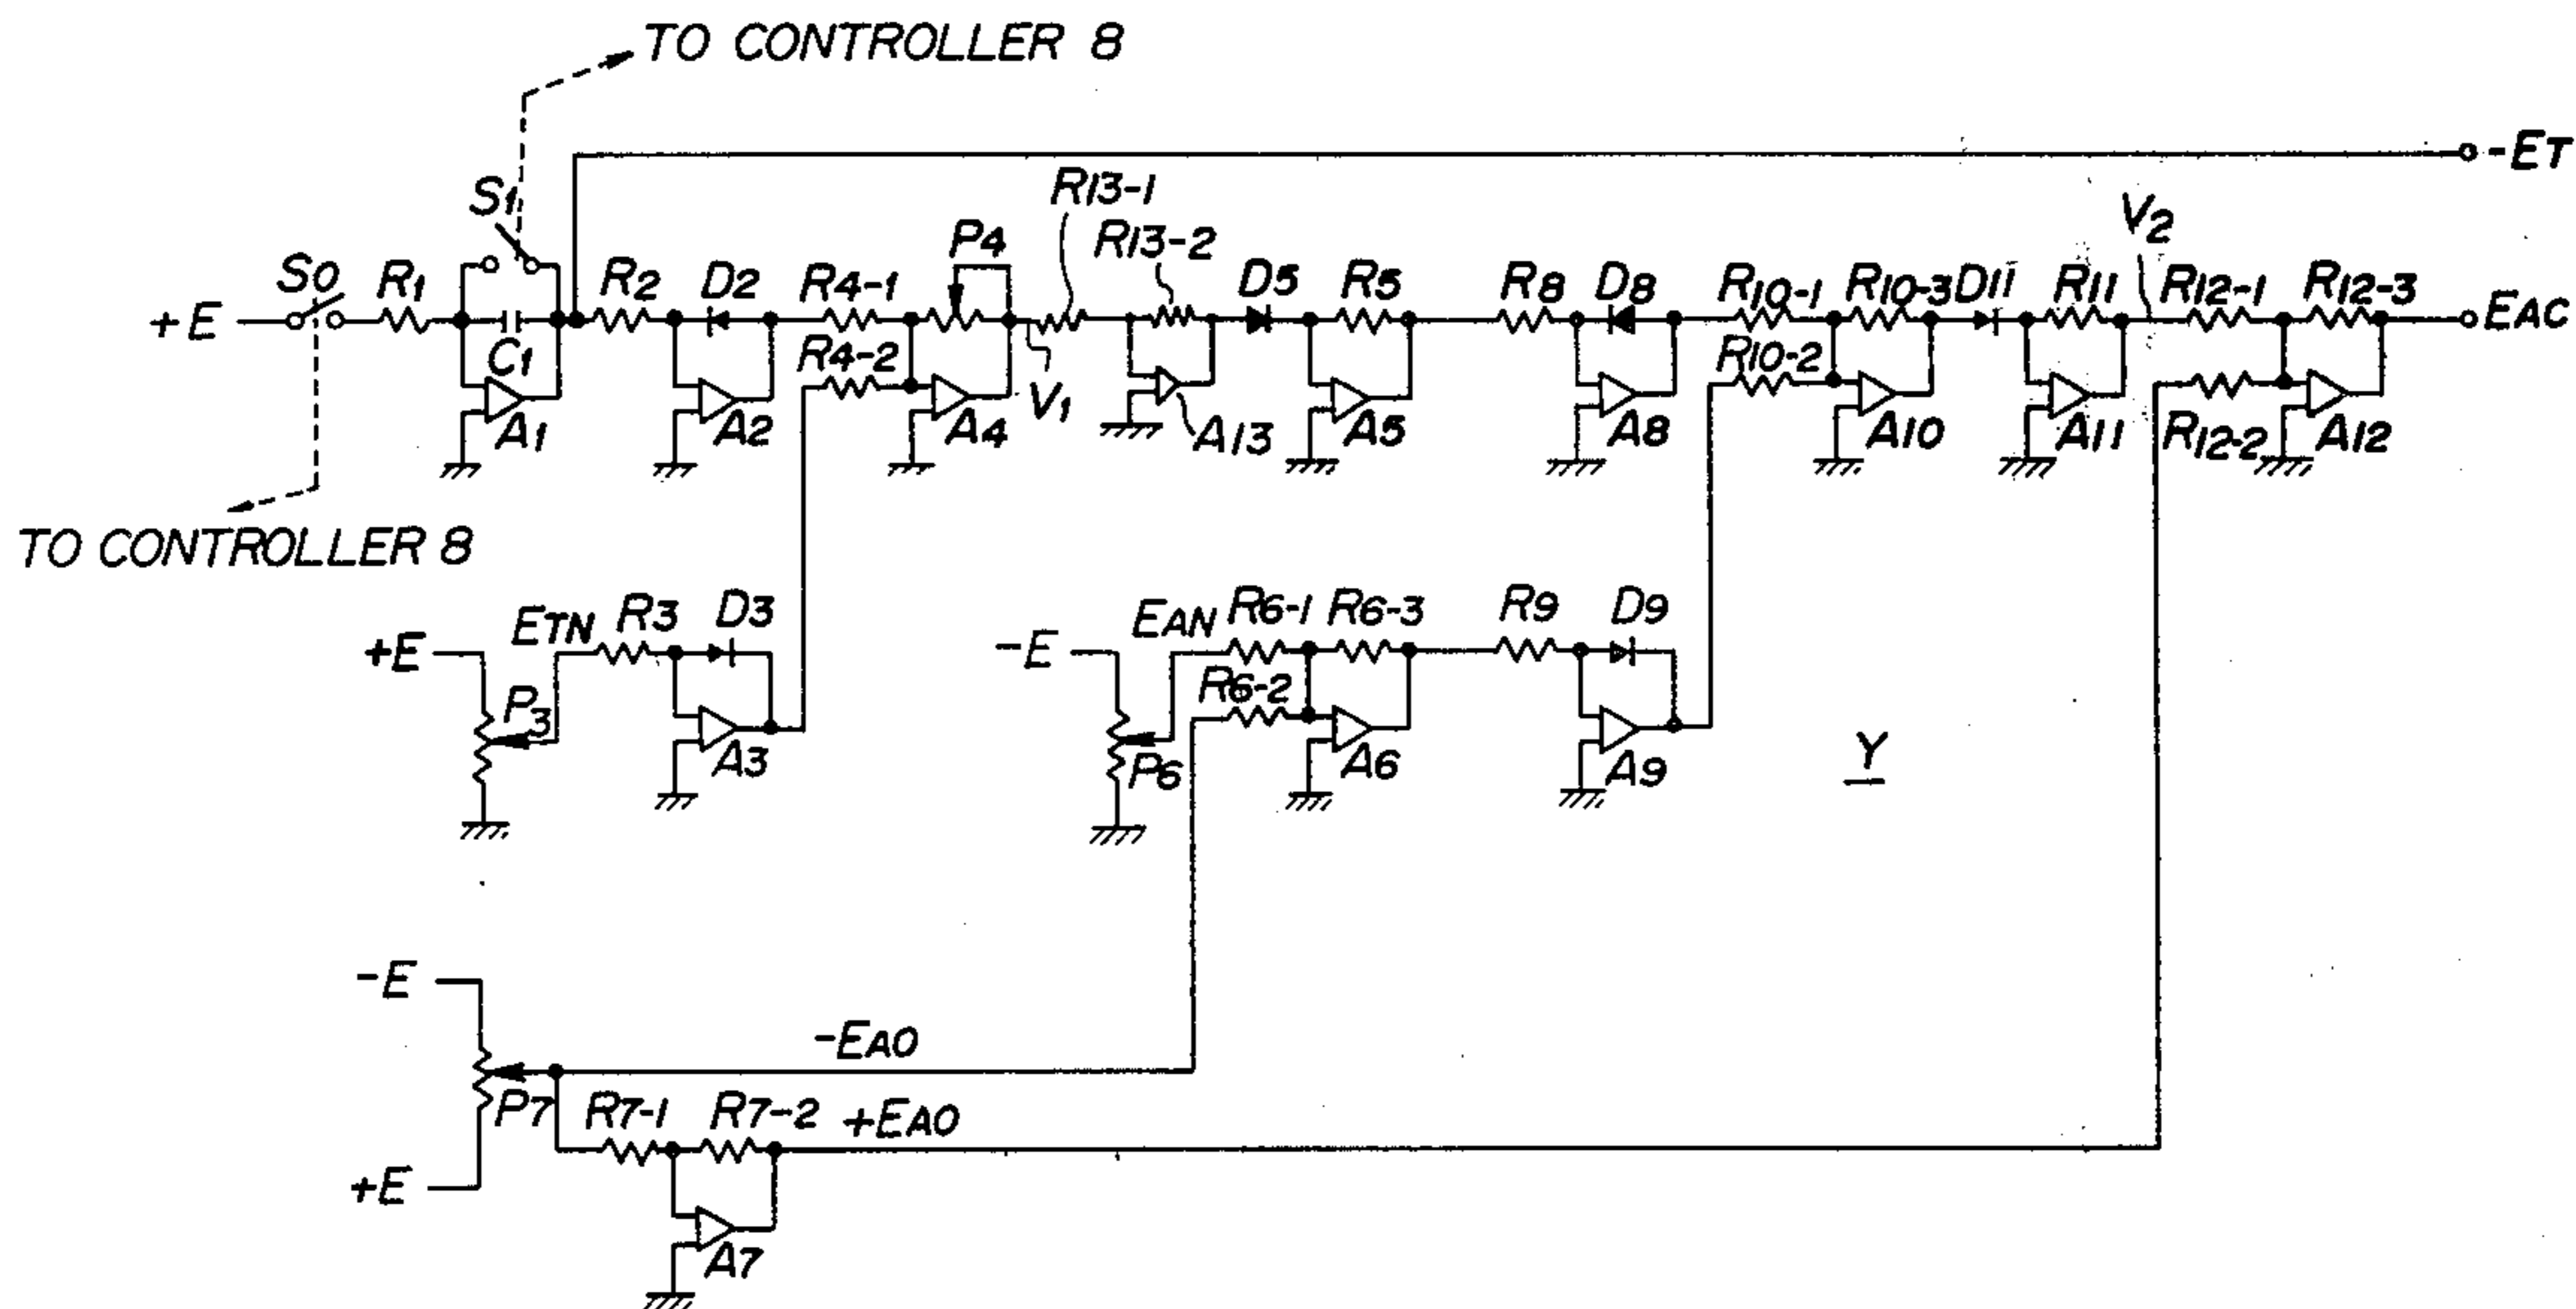 TO CONTROLLER 8
-ET
R13-1
S1
P4
R13-2
V2
+E
S0
R1
R2
D2
R4-1
D5
R5
R8
D8
R10-1
R10-3
D11
R11
R12-1
R12-3
EAC
C1
R4-2
V1
R10-2
A1
A2
A4
A13
A5
A8
A10
A11
R12-2
A12
TO CONTROLLER 8
+E
ETN
R3
D3
-E
EAN
R6-1
R6-3
R9
D9
P3
R6-2
A3
P6
A6
A9
Y
-E
-EAO
P7
R7-1
R7-2
+EAO
+E
A7